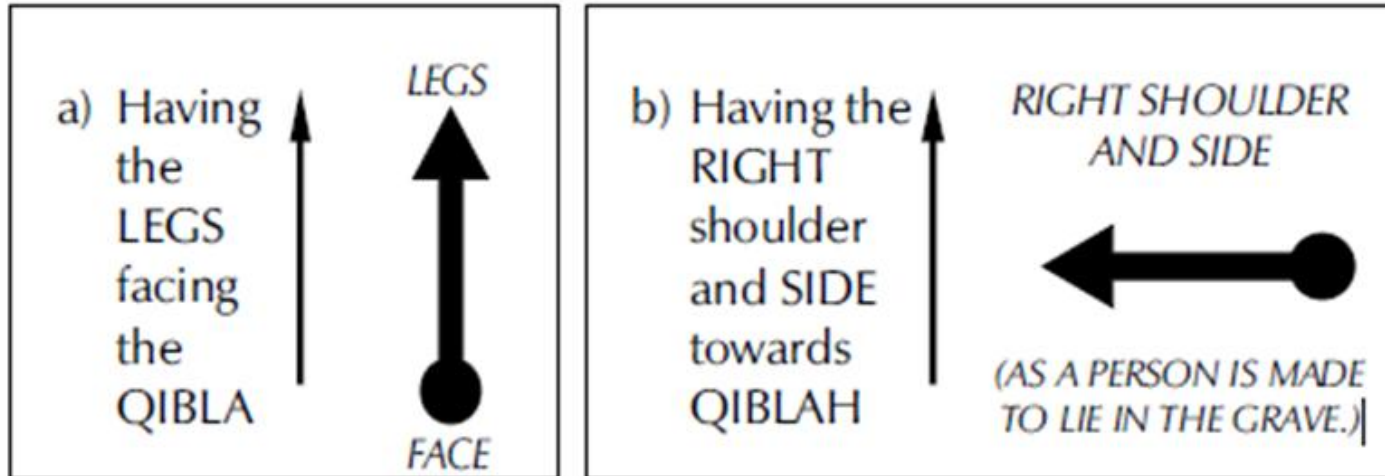 a) Having
the
LEGS
facing
the
QIBLA
LEGS
FACE
b) Having the
RIGHT
shoulder
and SIDE
towards
QIBLAH
RIGHT SHOULDER
AND SIDE
(AS A PERSON IS MADE
TO LIE IN THE GRAVE.)